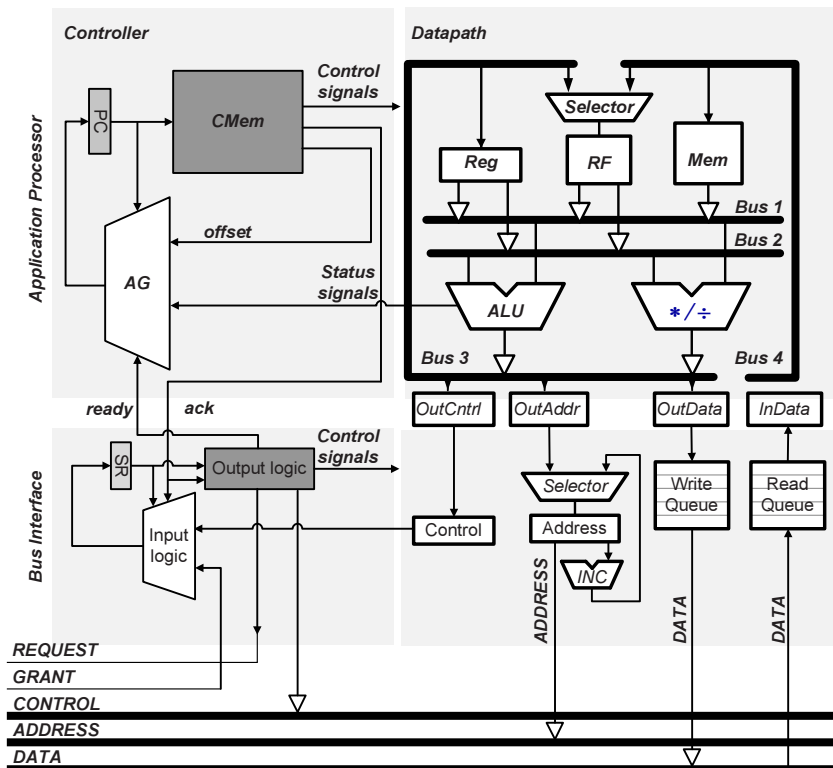 Controller
Datapath
Application Processor
Control
signals
PC
CMem
Selector
Reg
RF
Mem
Bus 1
Bus 2
offset
AG
Status
signals
ALU
*/÷
Bus 3
Bus 4
ready
ack
OutCntrl
OutAddr
OutData
InData
Bus Interface
SR
Output logic
Control
signals
Selector
Write
Queue
Read
Queue
Input
logic
Control
Address
INC
ADDRESS
DATA
DATA
REQUEST
GRANT
CONTROL
ADDRESS
DATA